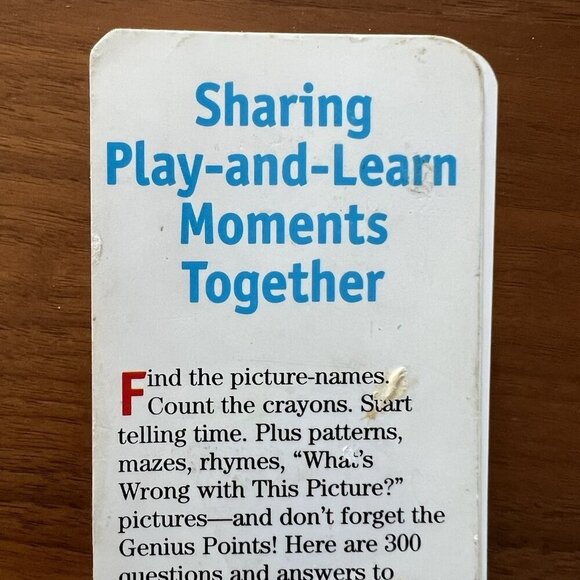 Sharing
Play-and-Learn
Moments
Together
Find the picture-names.
Count the crayons. Start
telling time. Plus patterns,
mazes, rhymes, “What’s
Wrong with This Picture?”
pictures—and don’t forget the
Genius Points! Here are 300
questions and answers to